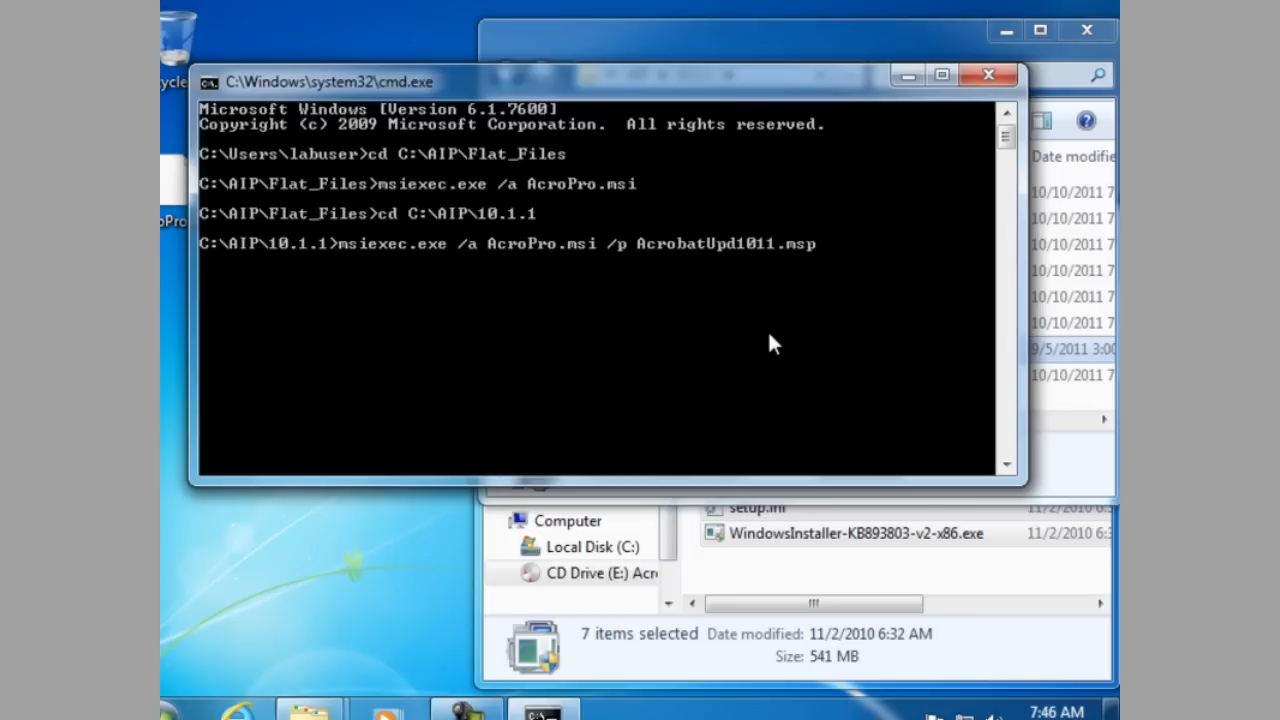 ycle
oPro
C:\Windows\system32\cmd.exe
Microsoft Windows [Version 6.1.7600]
Copyright (c) 2009 Microsoft Corporation.  All rights reserved.
C:\Users\labuser>cd C:\AIP\Flat_Files
C:\AIP\Flat_Files>msiexec.exe /a AcroPro.msi
C:\AIP\Flat_Files>cd C:\AIP\10.1.1
C:\AIP\10.1.1>msiexec.exe /a AcroPro.msi /p AcrobatUpd1011.msp
Date modifie
10/10/2011 7
10/10/2011 7
10/10/2011 7
10/10/2011 7
10/10/2011 7
10/10/2011 7
9/5/2011 3:00
10/10/2011 7
setup.ini 11/2/2010 6:3
WindowsInstaller-KB893803-v2-x86.exe 11/2/2010 6:3
Computer
Local Disk (C:)
CD Drive (E:) Acr
7 items selected Date modified: 11/2/2010 6:32 AM
Size: 541 MB
7:46 AM